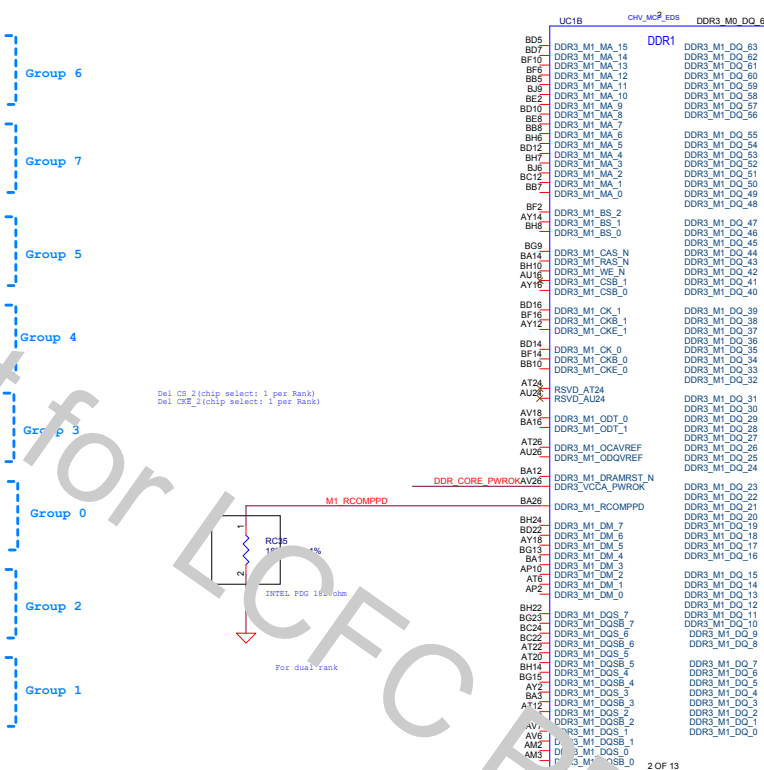 UC1B
CHV_MCP_EDS
2
DDR3_M0_DQ_6
DDR1
Group 6
Group 7
Group 5
Group 4
Group 3
Group 0
Group 2
Group 1
Del CS_2(chip select: 1 per Rank)
Del CKE_2(chip select: 1 per Rank)
DDR_CORE_PWROK
M1_RCOMPPD
1
2
RC35
1%
INTEL PDG 182 ohm
For dual rank
for LCFC
BD5 DDR3_M1_MA_15
BD7 DDR3_M1_MA_14
BF10 DDR3_M1_MA_13
BF6 DDR3_M1_MA_12
BB5 DDR3_M1_MA_11
BJ9 DDR3_M1_MA_10
BE2 DDR3_M1_MA_9
BD10 DDR3_M1_MA_8
BE8 DDR3_M1_MA_7
BB8 DDR3_M1_MA_6
BH6 DDR3_M1_MA_5
BD12 DDR3_M1_MA_4
BH7 DDR3_M1_MA_3
BJ6 DDR3_M1_MA_2
BC12 DDR3_M1_MA_1
BB7 DDR3_M1_MA_0
BF2 DDR3_M1_BS_2
AY14 DDR3_M1_BS_1
BH8 DDR3_M1_BS_0
BG9 DDR3_M1_CAS_N
BA14 DDR3_M1_RAS_N
BH10 DDR3_M1_WE_N
AU16 DDR3_M1_CSB_1
AY16 DDR3_M1_CSB_0
BD16 DDR3_M1_CK_1
BF16 DDR3_M1_CKB_1
AY12 DDR3_M1_CKE_1
BD14 DDR3_M1_CK_0
BF14 DDR3_M1_CKB_0
BB10 DDR3_M1_CKE_0
AT24 RSVD_AT24
AU24 RSVD_AU24
AV18 DDR3_M1_ODT_0
BA16 DDR3_M1_ODT_1
AT26 DDR3_M1_OCAVREF
AU26 DDR3_M1_ODQVREF
BA12 DDR3_M1_DRAMRST_N
AV26 DDR3_VCCA_PWROK
BA26 DDR3_M1_RCOMPPD
BH24 DDR3_M1_DM_7
BD22 DDR3_M1_DM_6
AY18 DDR3_M1_DM_5
BG13 DDR3_M1_DM_4
BA1 DDR3_M1_DM_3
AP10 DDR3_M1_DM_2
AT6 DDR3_M1_DM_1
AP2 DDR3_M1_DM_0
BH22 DDR3_M1_DQS_7
BG23 DDR3_M1_DQSB_7
BC24 DDR3_M1_DQS_6
BC22 DDR3_M1_DQSB_6
AT22 DDR3_M1_DQS_5
AT20 DDR3_M1_DQSB_5
BH14 DDR3_M1_DQS_4
BG15 DDR3_M1_DQSB_4
AY2 DDR3_M1_DQS_3
BA3 DDR3_M1_DQSB_3
AT12 DDR3_M1_DQS_2
DDR3_M1_DQSB_2
DDR3_M1_DQS_1
AV6 DDR3_M1_DQSB_1
AM2
AM3
DDR3_M1_DQ_63
DDR3_M1_DQ_62
DDR3_M1_DQ_61
DDR3_M1_DQ_60
DDR3_M1_DQ_59
DDR3_M1_DQ_58
DDR3_M1_DQ_57
DDR3_M1_DQ_56
DDR3_M1_DQ_55
DDR3_M1_DQ_54
DDR3_M1_DQ_53
DDR3_M1_DQ_52
DDR3_M1_DQ_51
DDR3_M1_DQ_50
DDR3_M1_DQ_49
DDR3_M1_DQ_48
DDR3_M1_DQ_47
DDR3_M1_DQ_46
DDR3_M1_DQ_45
DDR3_M1_DQ_44
DDR3_M1_DQ_43
DDR3_M1_DQ_42
DDR3_M1_DQ_41
DDR3_M1_DQ_40
DDR3_M1_DQ_39
DDR3_M1_DQ_38
DDR3_M1_DQ_37
DDR3_M1_DQ_36
DDR3_M1_DQ_35
DDR3_M1_DQ_34
DDR3_M1_DQ_33
DDR3_M1_DQ_32
DDR3_M1_DQ_31
DDR3_M1_DQ_30
DDR3_M1_DQ_29
DDR3_M1_DQ_28
DDR3_M1_DQ_27
DDR3_M1_DQ_26
DDR3_M1_DQ_25
DDR3_M1_DQ_24
DDR3_M1_DQ_23
DDR3_M1_DQ_22
DDR3_M1_DQ_21
DDR3_M1_DQ_20
DDR3_M1_DQ_19
DDR3_M1_DQ_18
DDR3_M1_DQ_17
DDR3_M1_DQ_16
DDR3_M1_DQ_15
DDR3_M1_DQ_14
DDR3_M1_DQ_13
DDR3_M1_DQ_12
DDR3_M1_DQ_11
DDR3_M1_DQ_10
DDR3_M1_DQ_9
DDR3_M1_DQ_8
DDR3_M1_DQ_7
DDR3_M1_DQ_6
DDR3_M1_DQ_5
DDR3_M1_DQ_4
DDR3_M1_DQ_3
DDR3_M1_DQ_2
DDR3_M1_DQ_1
DDR3_M1_DQ_0
2 OF 13